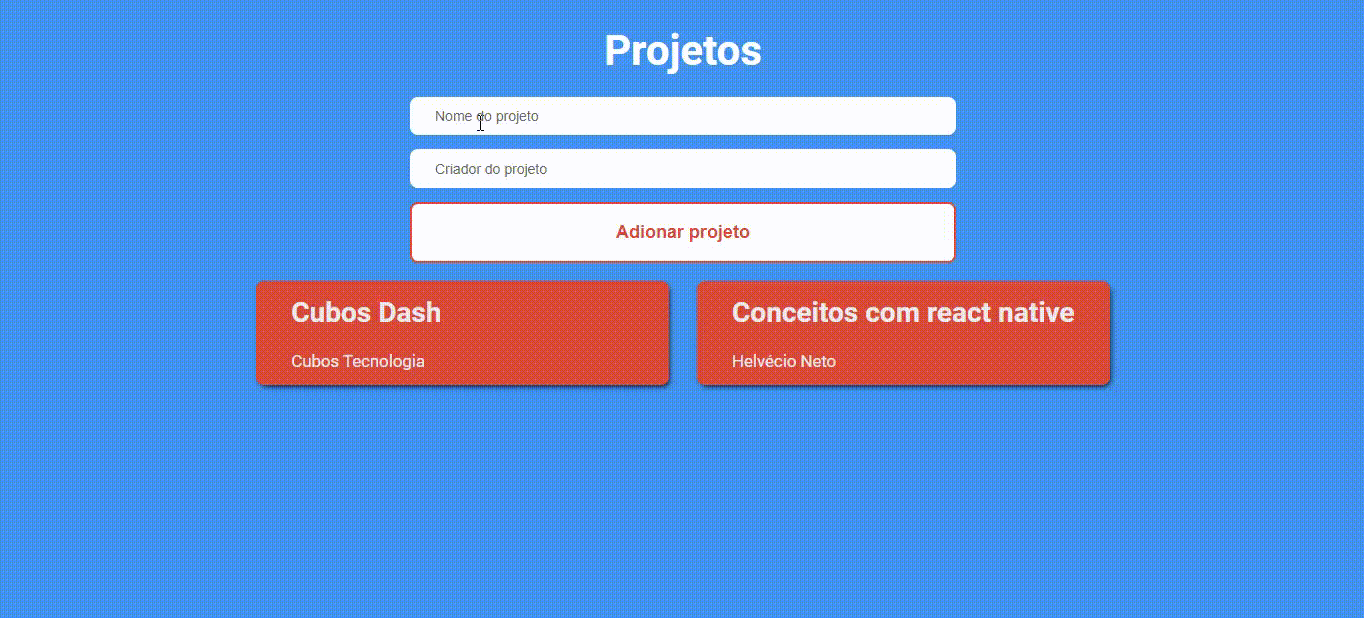 Projetos
Nome do projeto
Criador do projeto
Adionar projeto
Cubos Dash
Cubos Tecnologia
Conceitos com react native
Helvécio Neto